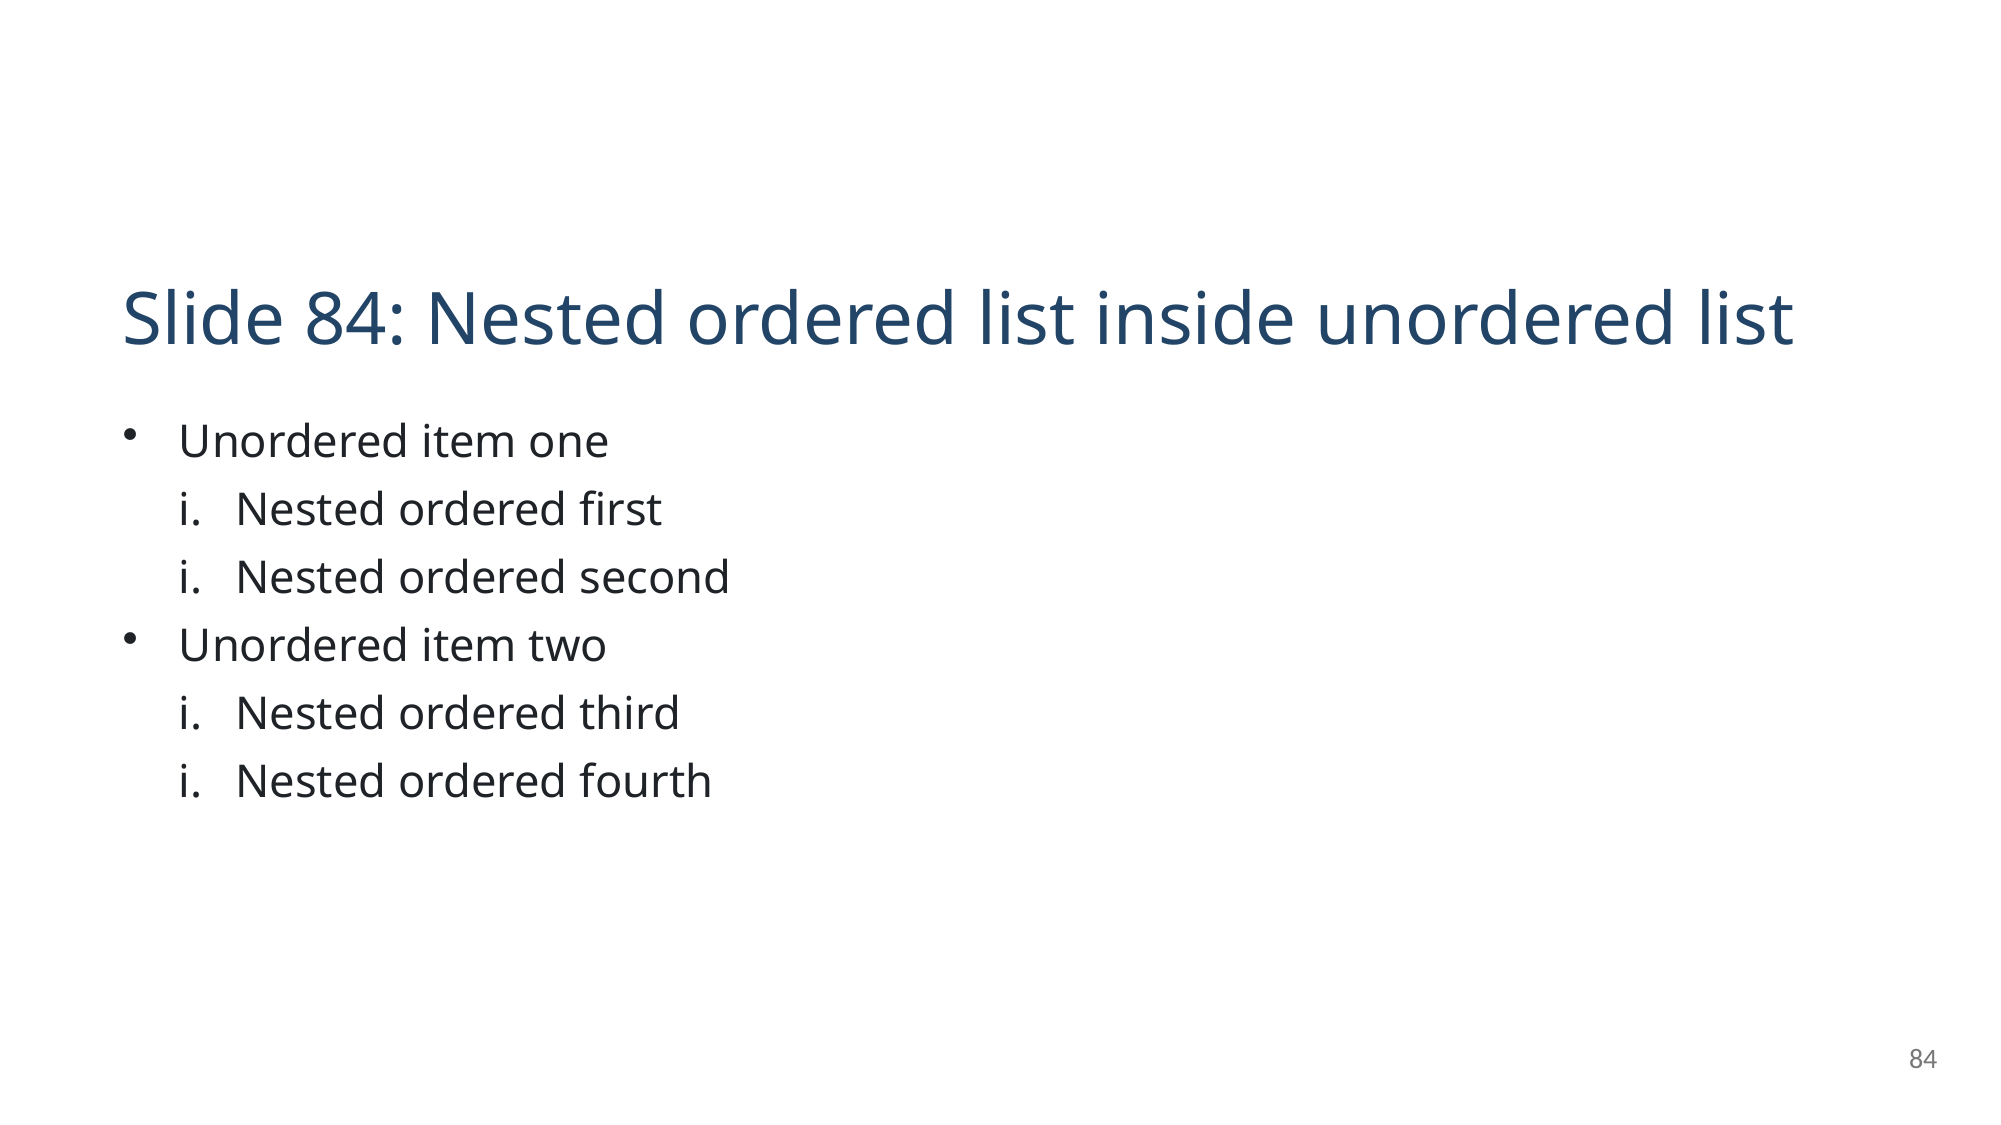 Slide 84: Nested ordered list inside unordered list
• Unordered item one
i. Nested ordered first
i. Nested ordered second
• Unordered item two
i. Nested ordered third
i. Nested ordered fourth
84